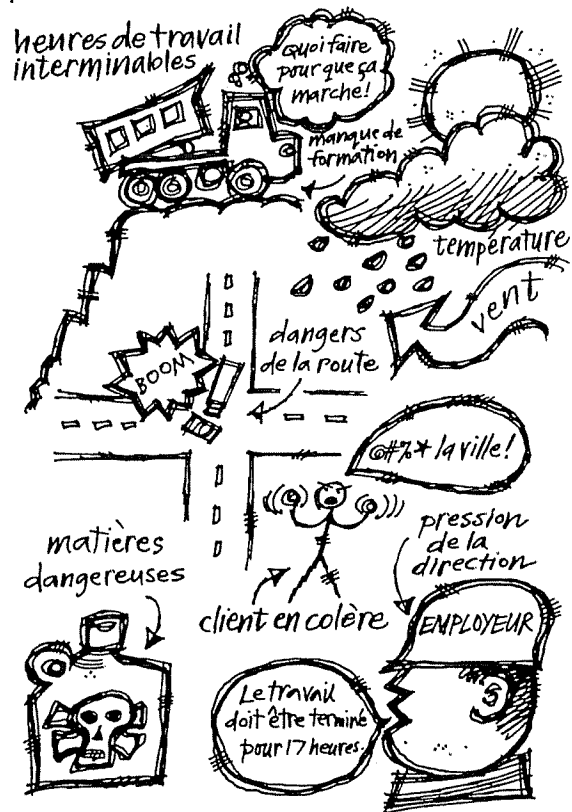 heures de travail
interminables
Quoi faire
pour que ça
marche!
manque de
formation
température
vent
dangers
de la route
BOOM
@#%* la ville!
pression
de la
direction
matières
dangereuses
client en colère
EMPLOYEUR
Le travail
doit être terminé
pour 17 heures.